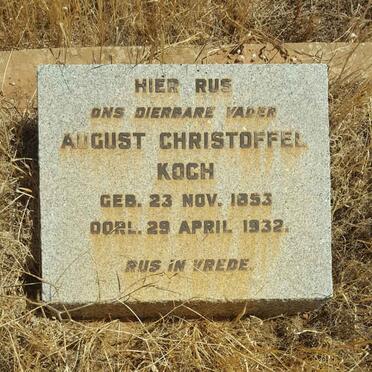 HIER RUS
ONS DIERBARE VADER
AUGUST CHRISTOFFEL
KOCH
GEB. 23 NOV. 1853
OORL. 29 APRIL 1932.
RUS IN VREDE.